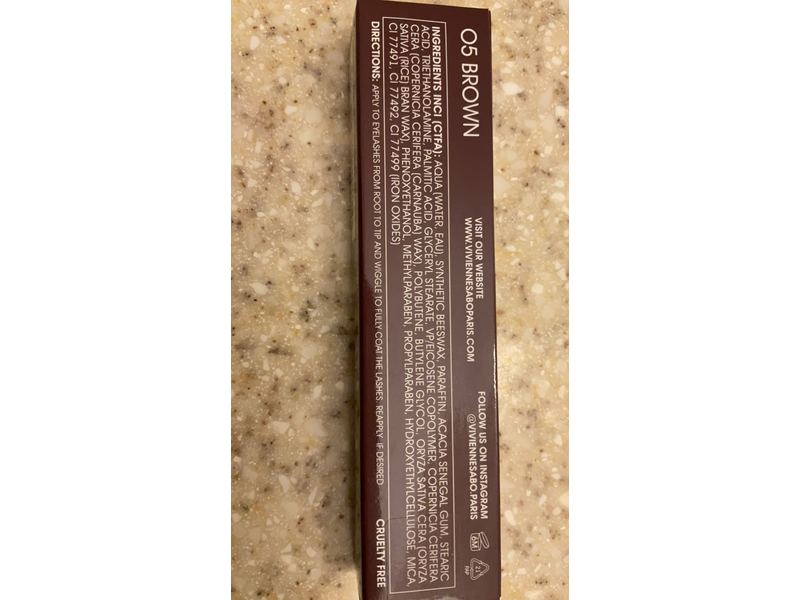 05 BROWN
VISIT OUR WEBSITE
WWW.VIVIENNESABOPARIS.COM
FOLLOW US ON INSTAGRAM
@VIVIENNESABO.PARIS
6M
21
PAP
INGREDIENTS INCI (CTFA): AQUA (WATER, EAU), SYNTHETIC BEESWAX, PARAFFIN, ACACIA SENEGAL GUM, STEARIC
ACID, TRIETHANOLAMINE, PALMITIC ACID, GLYCERYL STEARATE, VP/EICOSENE COPOLYMER, COPERNICIA CERIFERA
CERA (COPERNICIA CERIFERA (CARNAUBA) WAX), POLYBUTENE, BUTYLENE GLYCOL, ORYZA SATIVA CERA (ORYZA
SATIVA (RICE) BRAN WAX), PHENOXYETHANOL, METHYLPARABEN, PROPYLPARABEN, HYDROXYETHYLCELLULOSE, MICA,
CI 77491, CI 77492, CI 77499 (IRON OXIDES)
DIRECTIONS: APPLY TO EYELASHES FROM ROOT TO TIP AND WIGGLE TO FULLY COAT THE LASHES. REAPPLY IF DESIRED
CRUELTY FREE